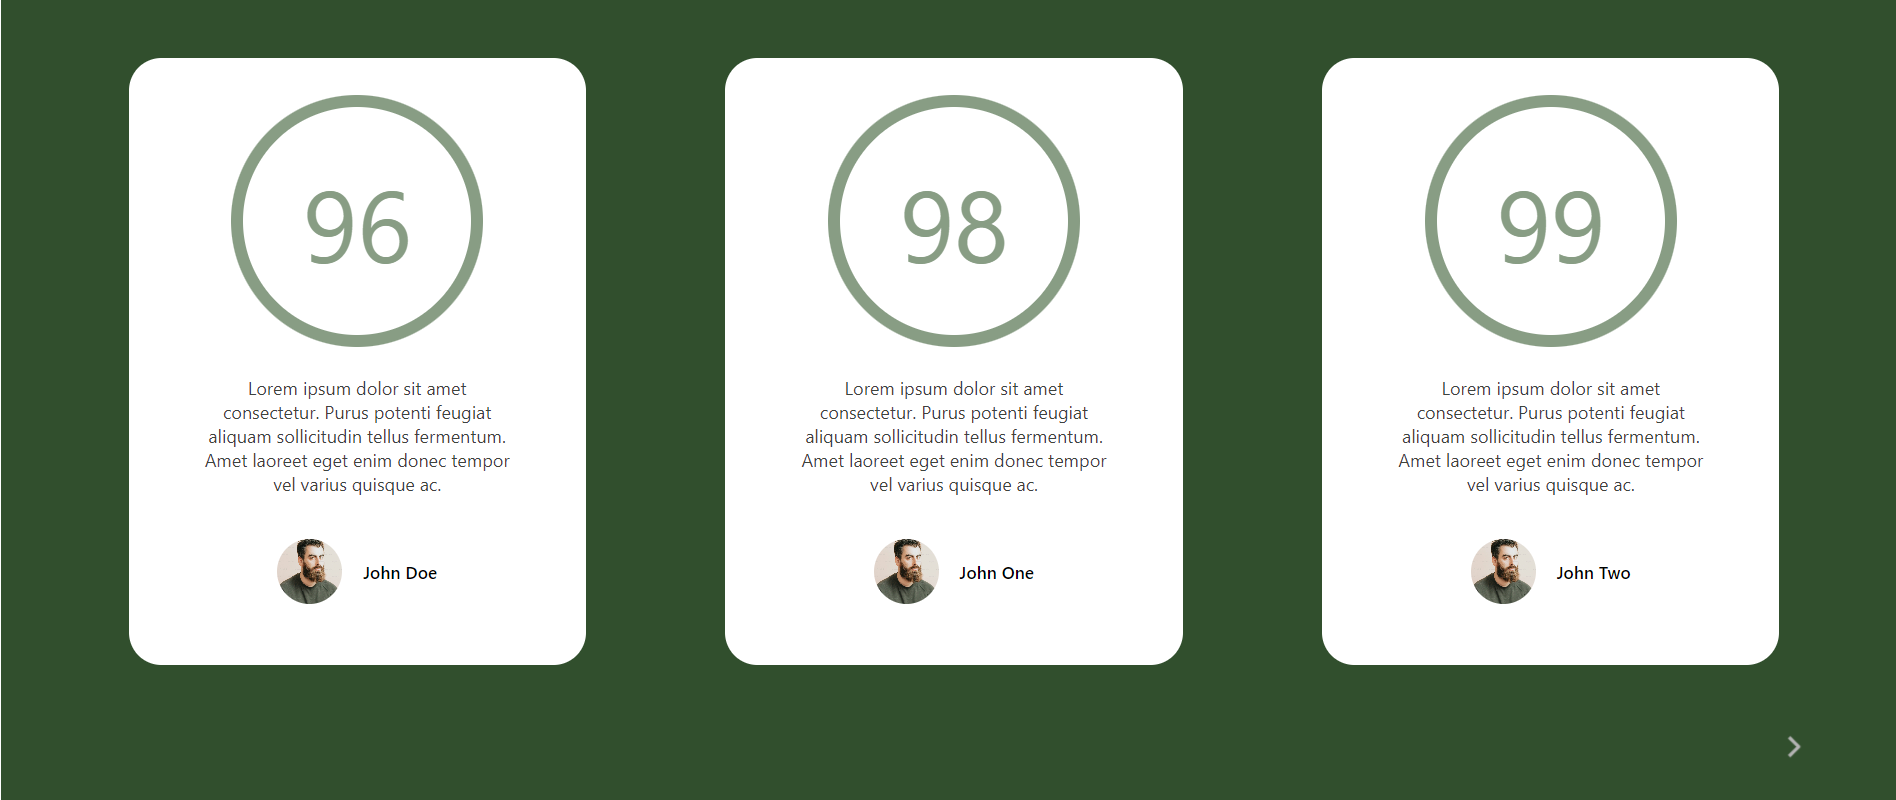 96
Lorem ipsum dolor sit amet
consectetur. Purus potenti feugiat
aliquam sollicitudin tellus fermentum.
Amet laoreet eget enim donec tempor
vel varius quisque ac.
John Doe
98
Lorem ipsum dolor sit amet
consectetur. Purus potenti feugiat
aliquam sollicitudin tellus fermentum.
Amet laoreet eget enim donec tempor
vel varius quisque ac.
John One
99
Lorem ipsum dolor sit amet
consectetur. Purus potenti feugiat
aliquam sollicitudin tellus fermentum.
Amet laoreet eget enim donec tempor
vel varius quisque ac.
John Two